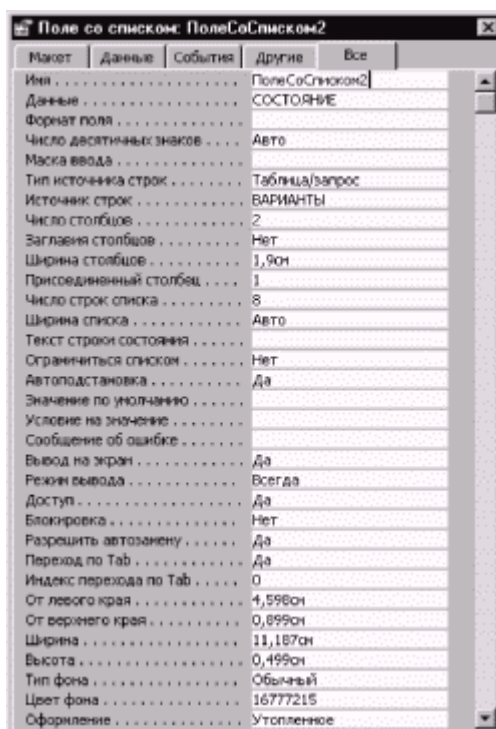 Поле со списком: ПолеСоСписком2
Макет Данные События Другие Все
Имя . . . . . . . . . . . . . . . . . . . . ПолеСоСписком2
Данные . . . . . . . . . . . . . . . . . СОСТОЯНИЕ
Формат поля . . . . . . . . . . . . .
Число десятичных знаков . . . . Авто
Маска ввода . . . . . . . . . . . . .
Тип источника строк . . . . . . . . Таблица/запрос
Источник строк . . . . . . . . . . . ВАРИАНТЫ
Число столбцов . . . . . . . . . . . 2
Заглавия столбцов . . . . . . . . . Нет
Ширина столбцов . . . . . . . . . . 1,9см
Присоединенный столбец . . . . 1
Число строк списка . . . . . . . . . 8
Ширина списка . . . . . . . . . . . . Авто
Текст строки состояния . . . . . .
Ограничиться списком . . . . . . . Нет
Автоподстановка . . . . . . . . . . . Да
Значение по умолчанию . . . . . .
Условие на значение . . . . . . . .
Сообщение об ошибке . . . . . . .
Вывод на экран . . . . . . . . . . . . Да
Режим вывода . . . . . . . . . . . . . Всегда
Доступ . . . . . . . . . . . . . . . . . . Да
Блокировка . . . . . . . . . . . . . . Нет
Разрешить автозамену . . . . . . Да
Переход по Tab . . . . . . . . . . . . Да
Индекс перехода по Tab . . . . . 0
От левого края . . . . . . . . . . . . 4,598см
От верхнего края . . . . . . . . . . . 0,899см
Ширина . . . . . . . . . . . . . . . . . 11,187см
Высота . . . . . . . . . . . . . . . . . . 0,499см
Тип фона . . . . . . . . . . . . . . . . Обычный
Цвет фона . . . . . . . . . . . . . . . 16777215
Оформление . . . . . . . . . . . . . . Утопленное